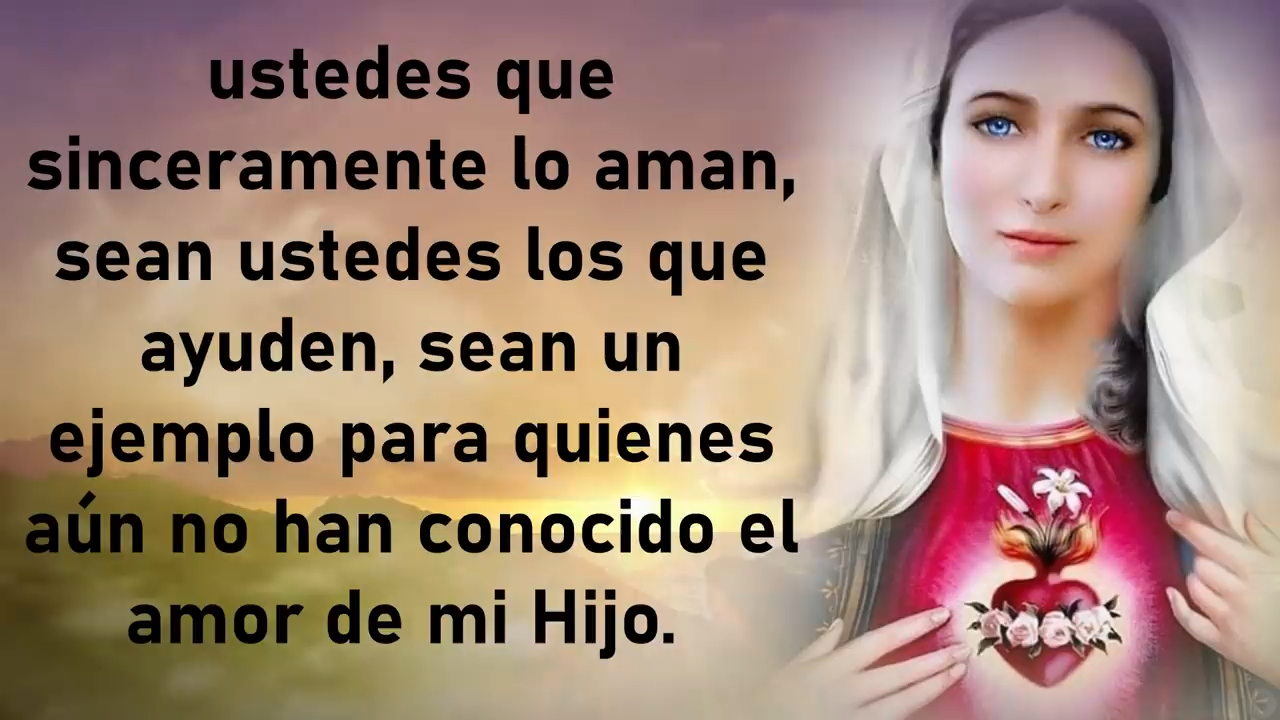 ustedes que
sinceramente lo aman,
sean ustedes los que
ayuden, sean un
ejemplo para quienes
aún no han conocido el
amor de mi Hijo.